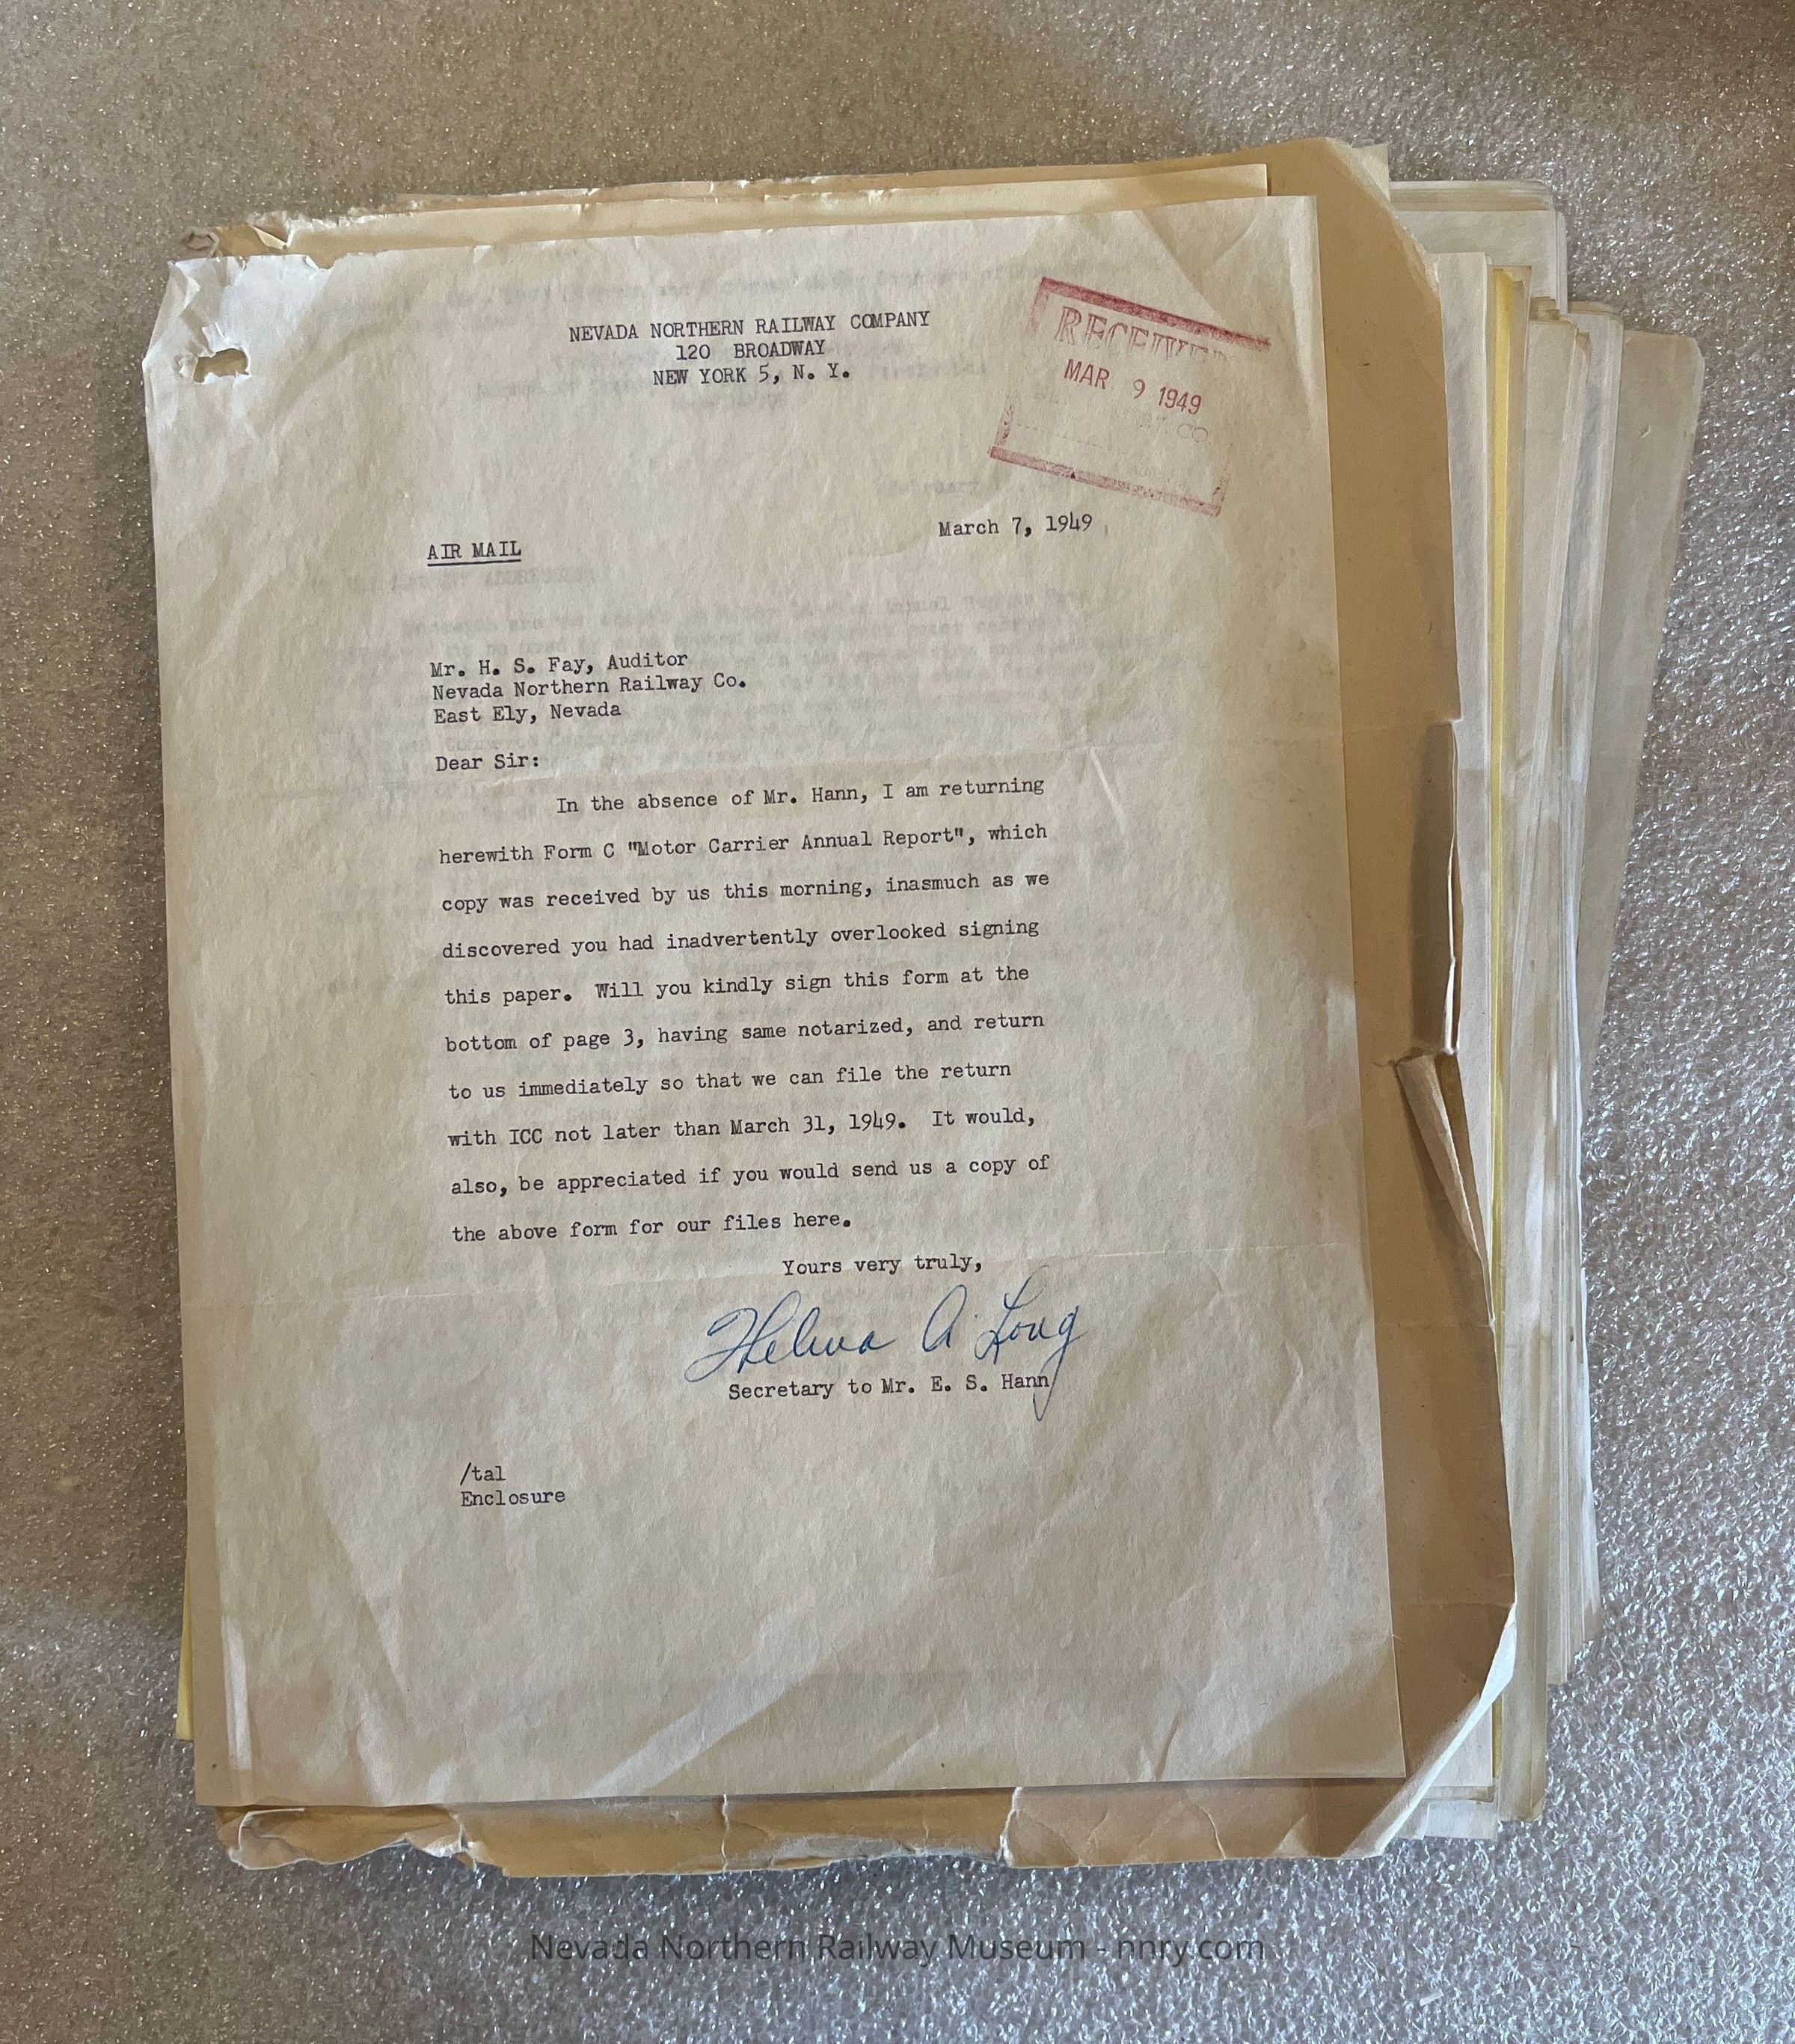 NEVADA NORTHERN RAILWAY COMPANY
120 BROADWAY
NEW YORK 5, N. Y.
RECEIVED
MAR 9 1949
CO
March 7, 1949
AIR MAIL
Mr. H. S. Fay, Auditor
Nevada Northern Railway Co.
East Ely, Nevada
Dear Sir:
In the absence of Mr. Hann, I am returning
herewith Form C "Motor Carrier Annual Report", which
copy was received by us this morning, inasmuch as we
discovered you had inadvertently overlooked signing
this paper. Will you kindly sign this form at the
bottom of page 3, having same notarized, and return
to us immediately so that we can file the return
with ICC not later than March 31, 1949. It would,
also, be appreciated if you would send us a copy of
the above form for our files here.
Yours very truly,
Thelma A Long
Secretary to Mr. E. S. Hann
/tal
Enclosure
Nevada Northern Railway Museum - nnry.com